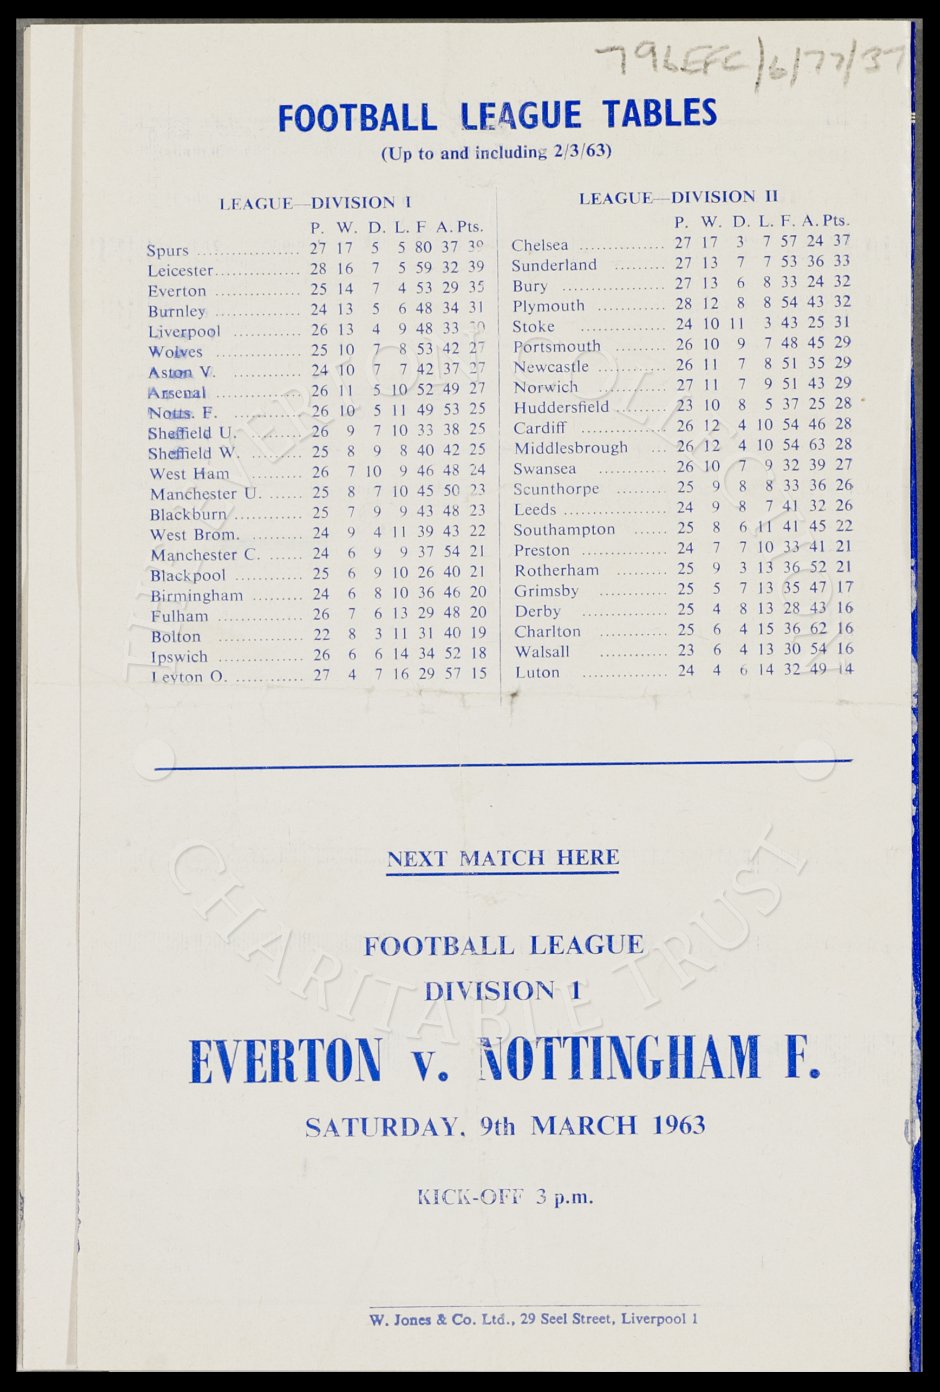 796EFC/6/77/37
FOOTBALL LEAGUE TABLES
(Up to and including 2/3/63)
LEAGUE—DIVISION I
P. W. D. L. F A. Pts.
Spurs ................... 27 17 5 5 80 37 39
Leicester............... 28 16 7 5 59 32 39
Everton ............... 25 14 7 4 53 29 35
Burnley ............... 24 13 5 6 48 34 31
Liverpool ............ 26 13 4 9 48 33
Wolves ............... 25 10 7 8 53 42 27
Aston V. ............ 24 10 7 7 42 37 27
Arsenal ............... 26 11 5 10 52 49 27
Notts. F. ............ 26 10 5 11 49 53 25
Sheffield U. ......... 26 9 7 10 33 38 25
Sheffield W. ......... 25 8 9 8 40 42 25
West Ham ......... 26 7 10 9 46 48 24
Manchester U. ...... 25 8 7 10 45 50 23
Blackburn ............ 25 7 9 9 43 48 23
West Brom. ......... 24 9 4 11 39 43 22
Manchester C. ...... 24 6 9 9 37 54 21
Blackpool ............ 25 6 9 10 26 40 21
Birmingham ......... 24 6 8 10 36 46 20
Fulham ............... 26 7 6 13 29 48 20
Bolton ............... 22 8 3 11 31 40 19
Ipswich ............... 26 6 6 14 34 52 18
Leyton O. ............ 27 4 7 16 29 57 15
LEAGUE—DIVISION II
P. W. D. L. F. A. Pts.
Chelsea ............... 27 17 3 7 57 24 37
Sunderland ......... 27 13 7 7 53 36 33
Bury .................. 27 13 6 8 33 24 32
Plymouth ............ 28 12 8 8 54 43 32
Stoke ............... 24 10 11 3 43 25 31
Portsmouth ......... 26 10 9 7 48 45 29
Newcastle ............ 26 11 7 8 51 35 29
Norwich ............ 27 11 7 9 51 43 29
Huddersfield ......... 23 10 8 5 37 25 28
Cardiff ............... 26 12 4 10 54 46 28
Middlesbrough ... 26 12 4 10 54 63 28
Swansea ............ 26 10 7 9 32 39 27
Scunthorpe ......... 25 9 8 8 33 36 26
Leeds .................. 24 9 8 7 41 32 26
Southampton ...... 25 8 6 11 41 45 22
Preston ............... 24 7 7 10 33 41 21
Rotherham ......... 25 9 3 13 36 52 21
Grimsby ............ 25 5 7 13 35 47 17
Derby ............... 25 4 8 13 28 43 16
Charlton ............ 25 6 4 15 36 62 16
Walsall ............ 23 6 4 13 30 54 16
Luton ............... 24 4 6 14 32 49 14
NEXT MATCH HERE
FOOTBALL LEAGUE
DIVISION 1
EVERTON v. NOTTINGHAM F.
SATURDAY, 9th MARCH 1963
KICK-OFF 3 p.m.
W. Jones & Co. Ltd., 29 Seel Street, Liverpool 1
THE EVERTON COLLECTION
CHARITABLE TRUST